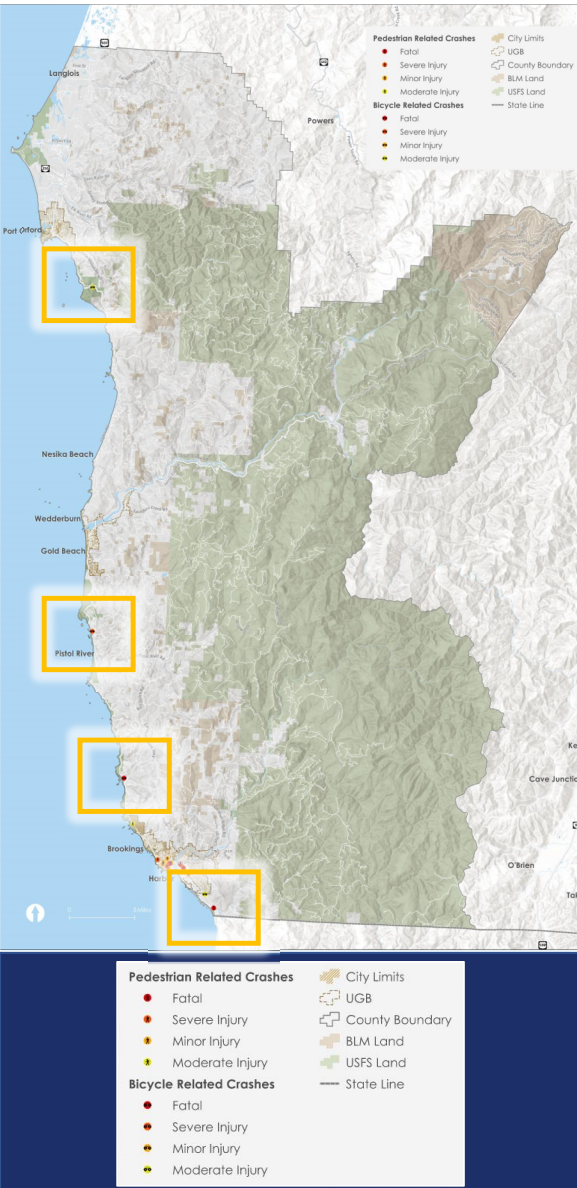 Pedestrian Related Crashes
Fatal
Severe Injury
Minor Injury
Moderate Injury
Bicycle Related Crashes
Fatal
Severe Injury
Minor Injury
Moderate Injury
City Limits
UGB
County Boundary
BLM Land
USFS Land
State Line
Langlois
Powers
Port Orford
Nesika Beach
Wedderburn
Gold Beach
Pistol River
Ke
Cave Junctio
Brookings
Harb
O'Brien
Tak
Pedestrian Related Crashes
Fatal
Severe Injury
Minor Injury
Moderate Injury
Bicycle Related Crashes
Fatal
Severe Injury
Minor Injury
Moderate Injury
City Limits
UGB
County Boundary
BLM Land
USFS Land
State Line